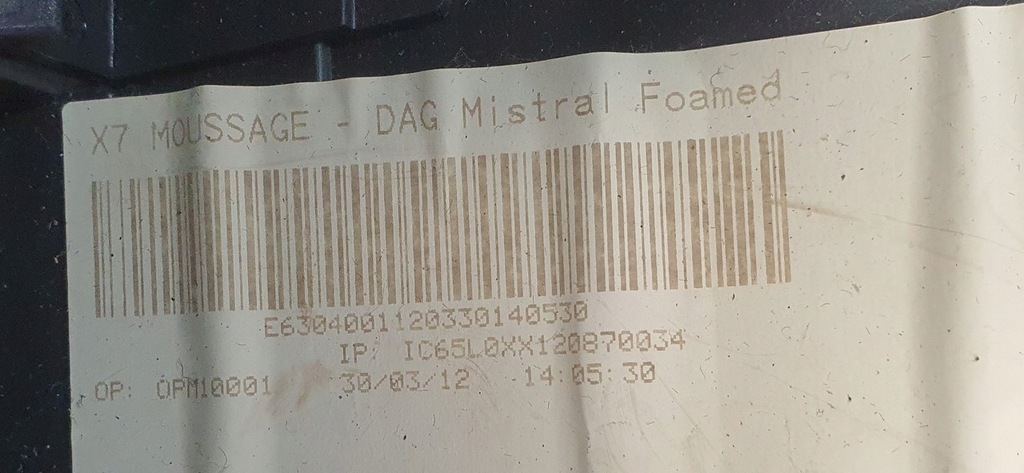 X7 MOUSSAGE - DAG Mistral Foamed
E6304001120330140530
IP: IC65L0XX120870034
OP: OPM10001 30/03/12 14:05:30